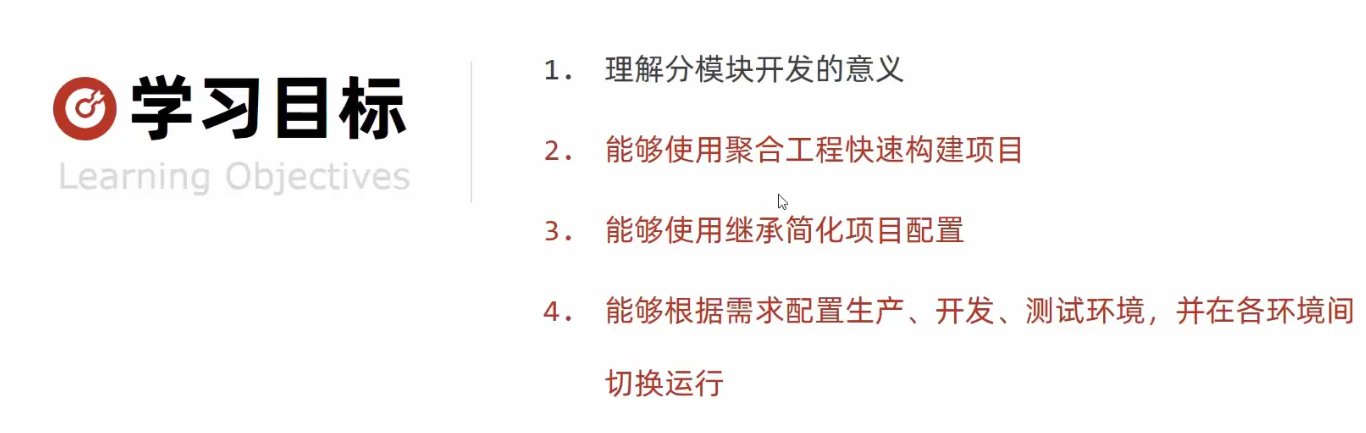 学习目标
Learning Objectives
1. 理解分模块开发的意义
2. 能够使用聚合工程快速构建项目
3. 能够使用继承简化项目配置
4. 能够根据需求配置生产、开发、测试环境，并在各环境间
切换运行